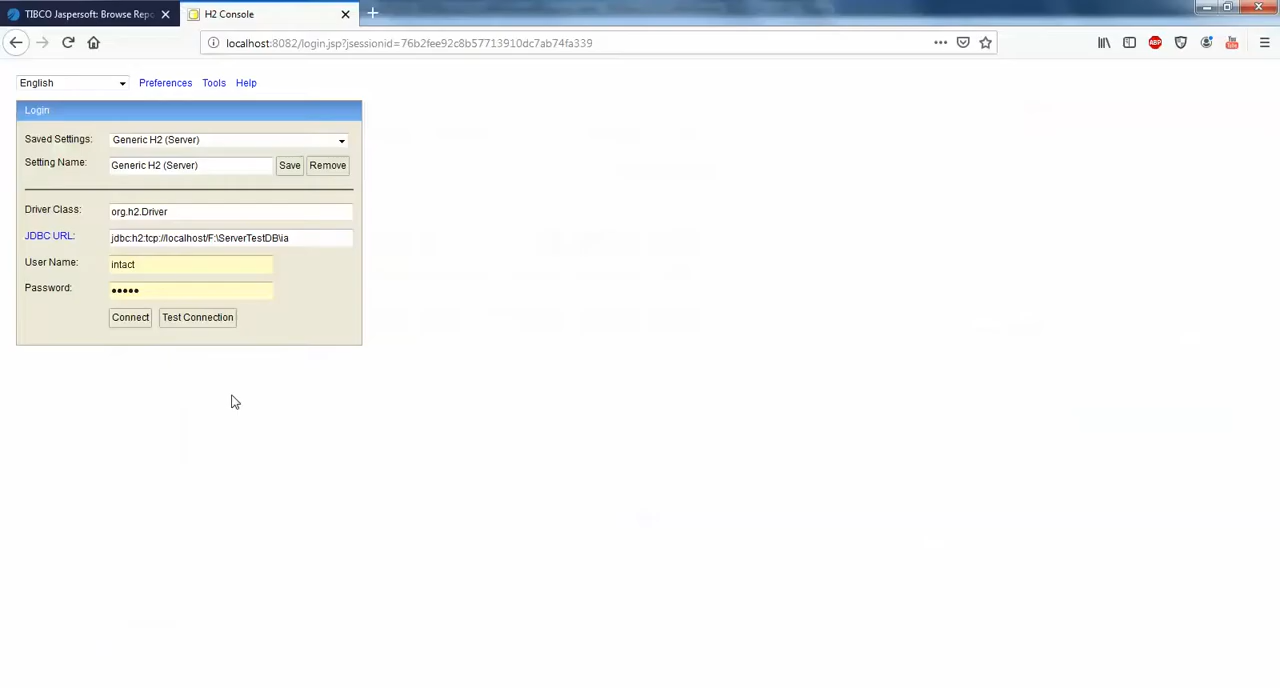 TIBCO Jaspersoft: Browse Repo
H2 Console
localhost:8082/login.jsp?jsessionid=76b2fee92c8b57713910dc7ab74fa339
English
Preferences
Tools
Help
Login
Saved Settings:
Generic H2 (Server)
Setting Name:
Generic H2 (Server)
Save
Remove
Driver Class:
org.h2.Driver
JDBC URL:
jdbc:h2:tcp://localhost/F:\ServerTestDB\ia
User Name:
intact
Password:
•••••
Connect
Test Connection
ABP